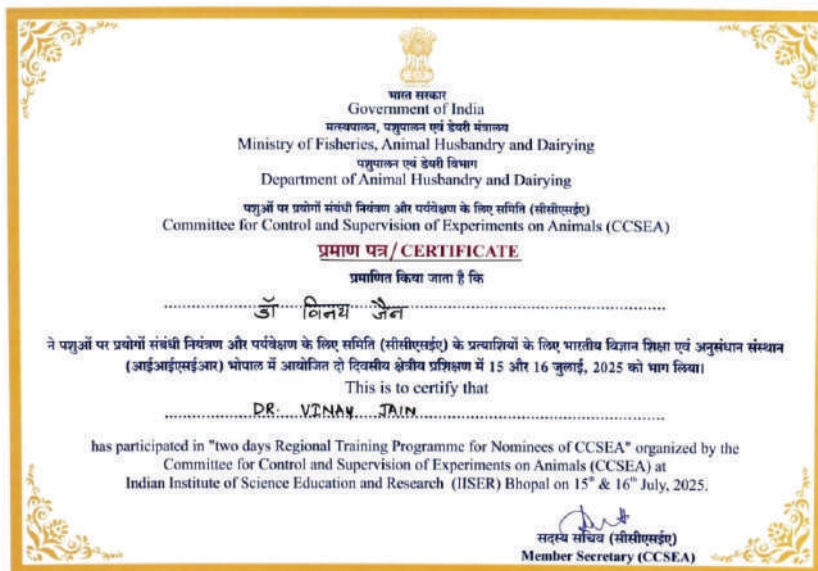 भारत सरकार
Government of India
मत्स्यपालन, पशुपालन एवं डेयरी मंत्रालय
Ministry of Fisheries, Animal Husbandry and Dairying
पशुपालन एवं डेयरी विभाग
Department of Animal Husbandry and Dairying
पशुओं पर प्रयोगों संबंधी नियंत्रण और पर्यवेक्षण के लिए समिति (सीसीएसईए)
Committee for Control and Supervision of Experiments on Animals (CCSEA)
प्रमाण पत्र/CERTIFICATE
प्रमाणित किया जाता है कि
डॉ विनय जैन
ने पशुओं पर प्रयोगों संबंधी नियंत्रण और पर्यवेक्षण के लिए समिति (सीसीएसईए) के प्रत्याशियों के लिए भारतीय विज्ञान शिक्षा एवं अनुसंधान संस्थान
(आईआईएसईआर) भोपाल में आयोजित दो दिवसीय क्षेत्रीय प्रशिक्षण में 15 और 16 जुलाई, 2025 को भाग लिया।
This is to certify that
DR. VINAY JAIN
has participated in "two days Regional Training Programme for Nominees of CCSEA" organized by the
Committee for Control and Supervision of Experiments on Animals (CCSEA) at
Indian Institute of Science Education and Research (IISER) Bhopal on 15th & 16th July, 2025.
सदस्य सचिव (सीसीएसईए)
Member Secretary (CCSEA)